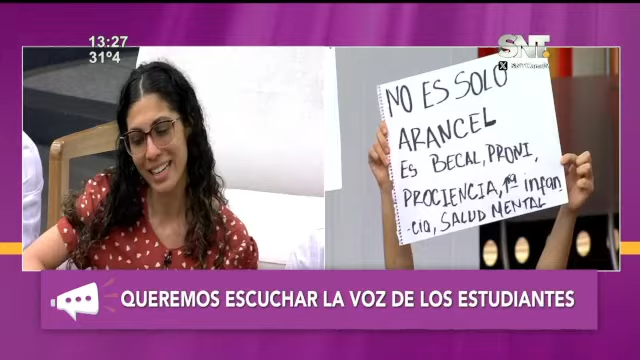 13:27
31°4
SNT
NO ES SOLO
ARANCEL
ES BECAL, PRONI,
PROCIENCIA, 1ra infan
-cia, SALUD MENTAL
QUEREMOS ESCUCHAR LA VOZ DE LOS ESTUDIANTES